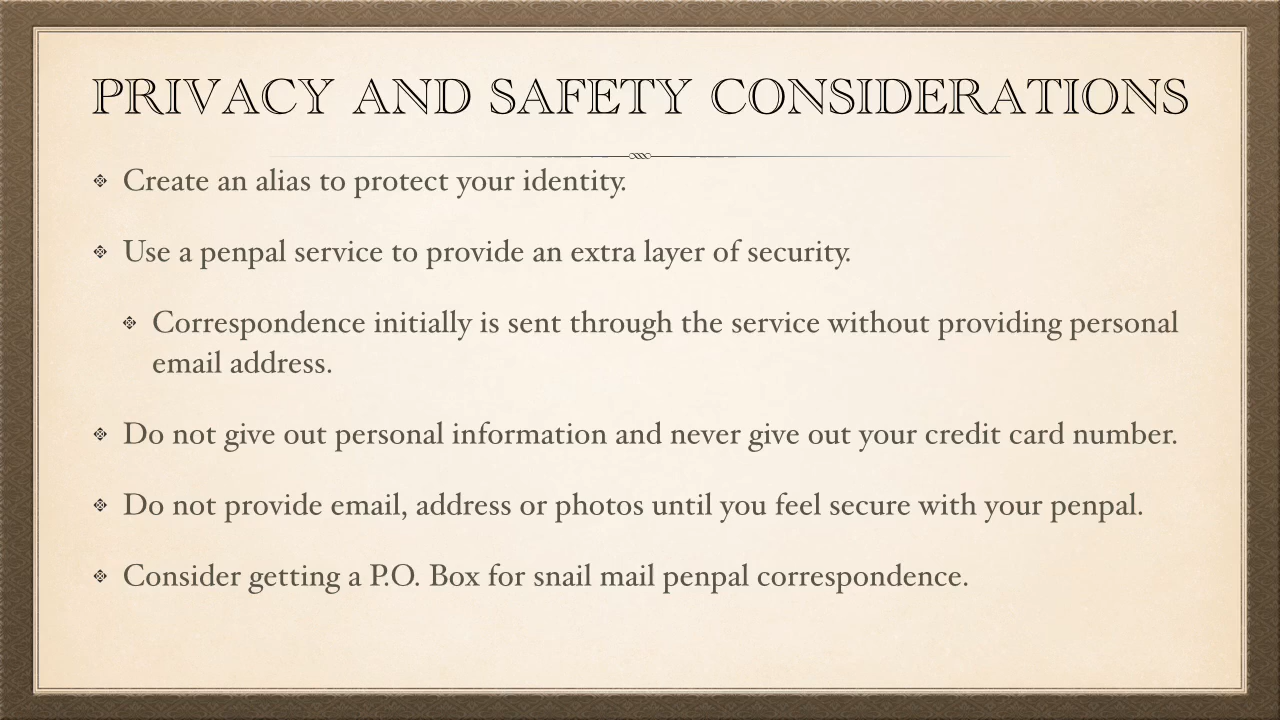 PRIVACY AND SAFETY CONSIDERATIONS
Create an alias to protect your identity.
Use a penpal service to provide an extra layer of security.
Correspondence initially is sent through the service without providing personal
email address.
Do not give out personal information and never give out your credit card number.
Do not provide email, address or photos until you feel secure with your penpal.
Consider getting a P.O. Box for snail mail penpal correspondence.